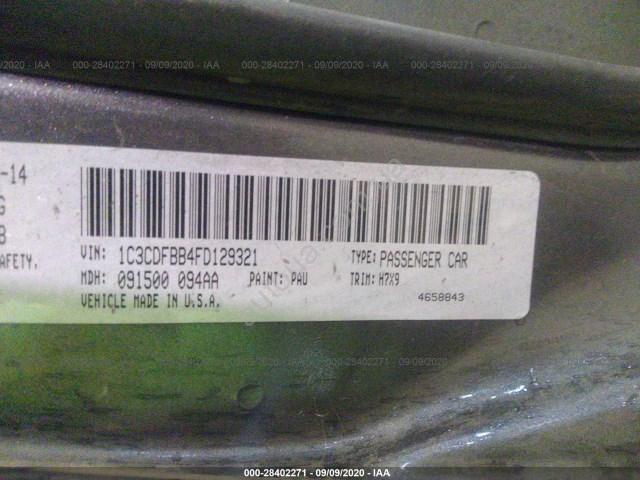 000-28402271 - 09/09/2020 - IAA
-14
G
B
AFETY.
VIN: 1C3CDFBB4FD129321
TYPE: PASSENGER CAR
MDH: 091500 094AA
PAINT: PAU
TRIM: H7X9
VEHICLE MADE IN U.S.A.
4658843
000-28402271 - 09/09/2020 - IAA